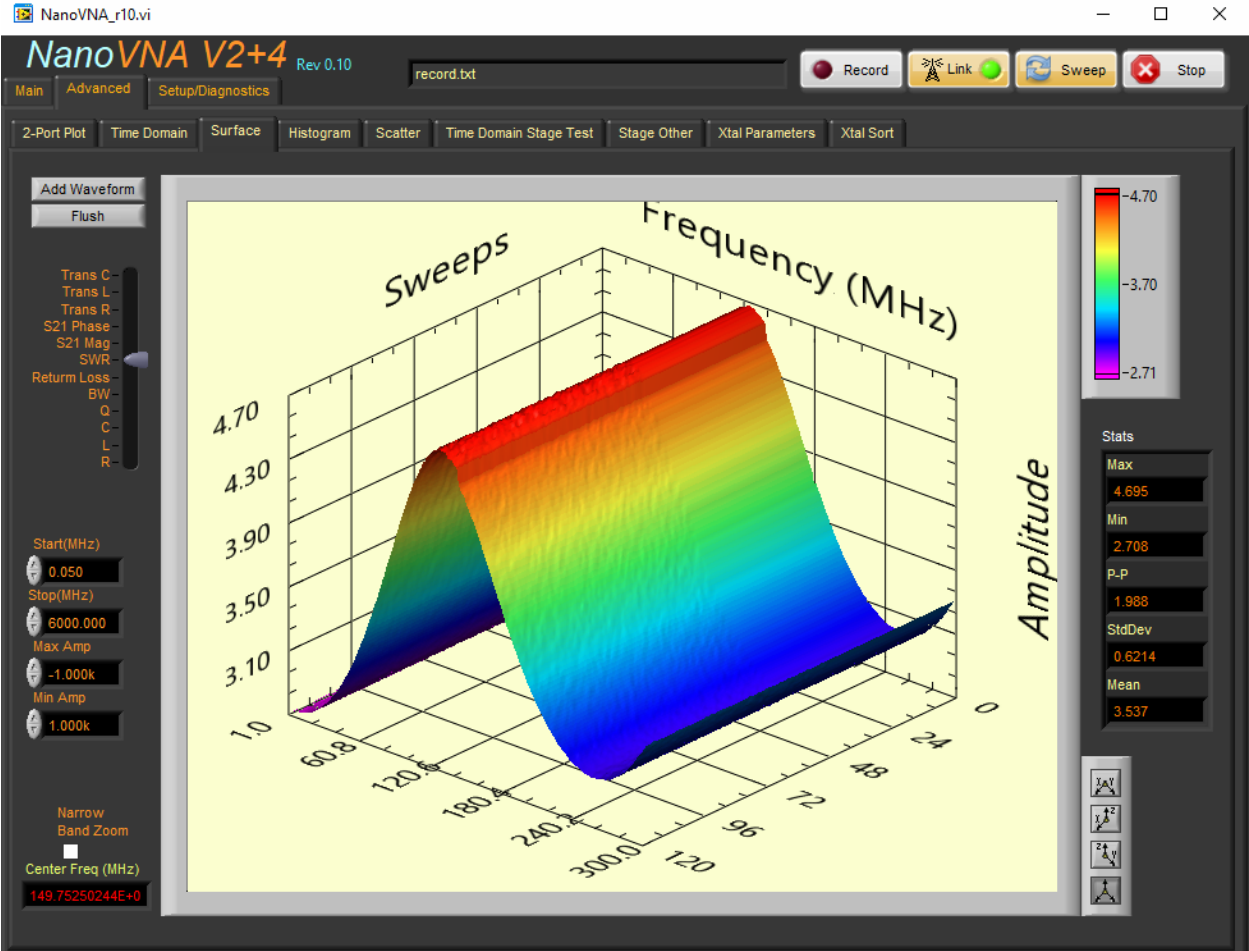 NanoVNA_r10.vi
NanoVNA V2+4 Rev 0.10
record.txt
Record
Link
Sweep
Stop
Main
Advanced
Setup/Diagnostics
2-Port Plot
Time Domain
Surface
Histogram
Scatter
Time Domain Stage Test
Stage Other
Xtal Parameters
Xtal Sort
Add Waveform
Flush
Trans C
Trans L
Trans R
S21 Phase
S21 Mag
SWR
Returm Loss
BW
Q
C
L
R
Start(MHz)
0.050
Stop(MHz)
6000.000
Max Amp
-1.000k
Min Amp
1.000k
Narrow
Band Zoom
Center Freq (MHz)
149.75250244E+0
Sweeps
Frequency (MHz)
Amplitude
4.70
4.30
3.90
3.50
3.10
1.0
60.8
120.6
180.4
240.2
300.0
0
24
48
72
96
120
4.70
3.70
2.71
Stats
Max
4.695
Min
2.708
P-P
1.988
StdDev
0.6214
Mean
3.537
X Y
X Z
Z Y